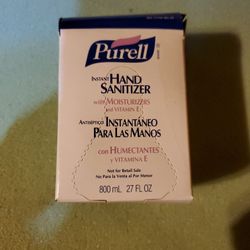 Purell
INSTANT HAND
SANITIZER
WITH MOISTURIZERS
AND VITAMIN E
ANTISÉPTICO INSTANTÁNEO
PARA LAS MANOS
CON HUMECTANTES
Y VITAMINA E
Not for Retail Sale
No Para la Venta al Por Menor
800 mL 27 FL OZ